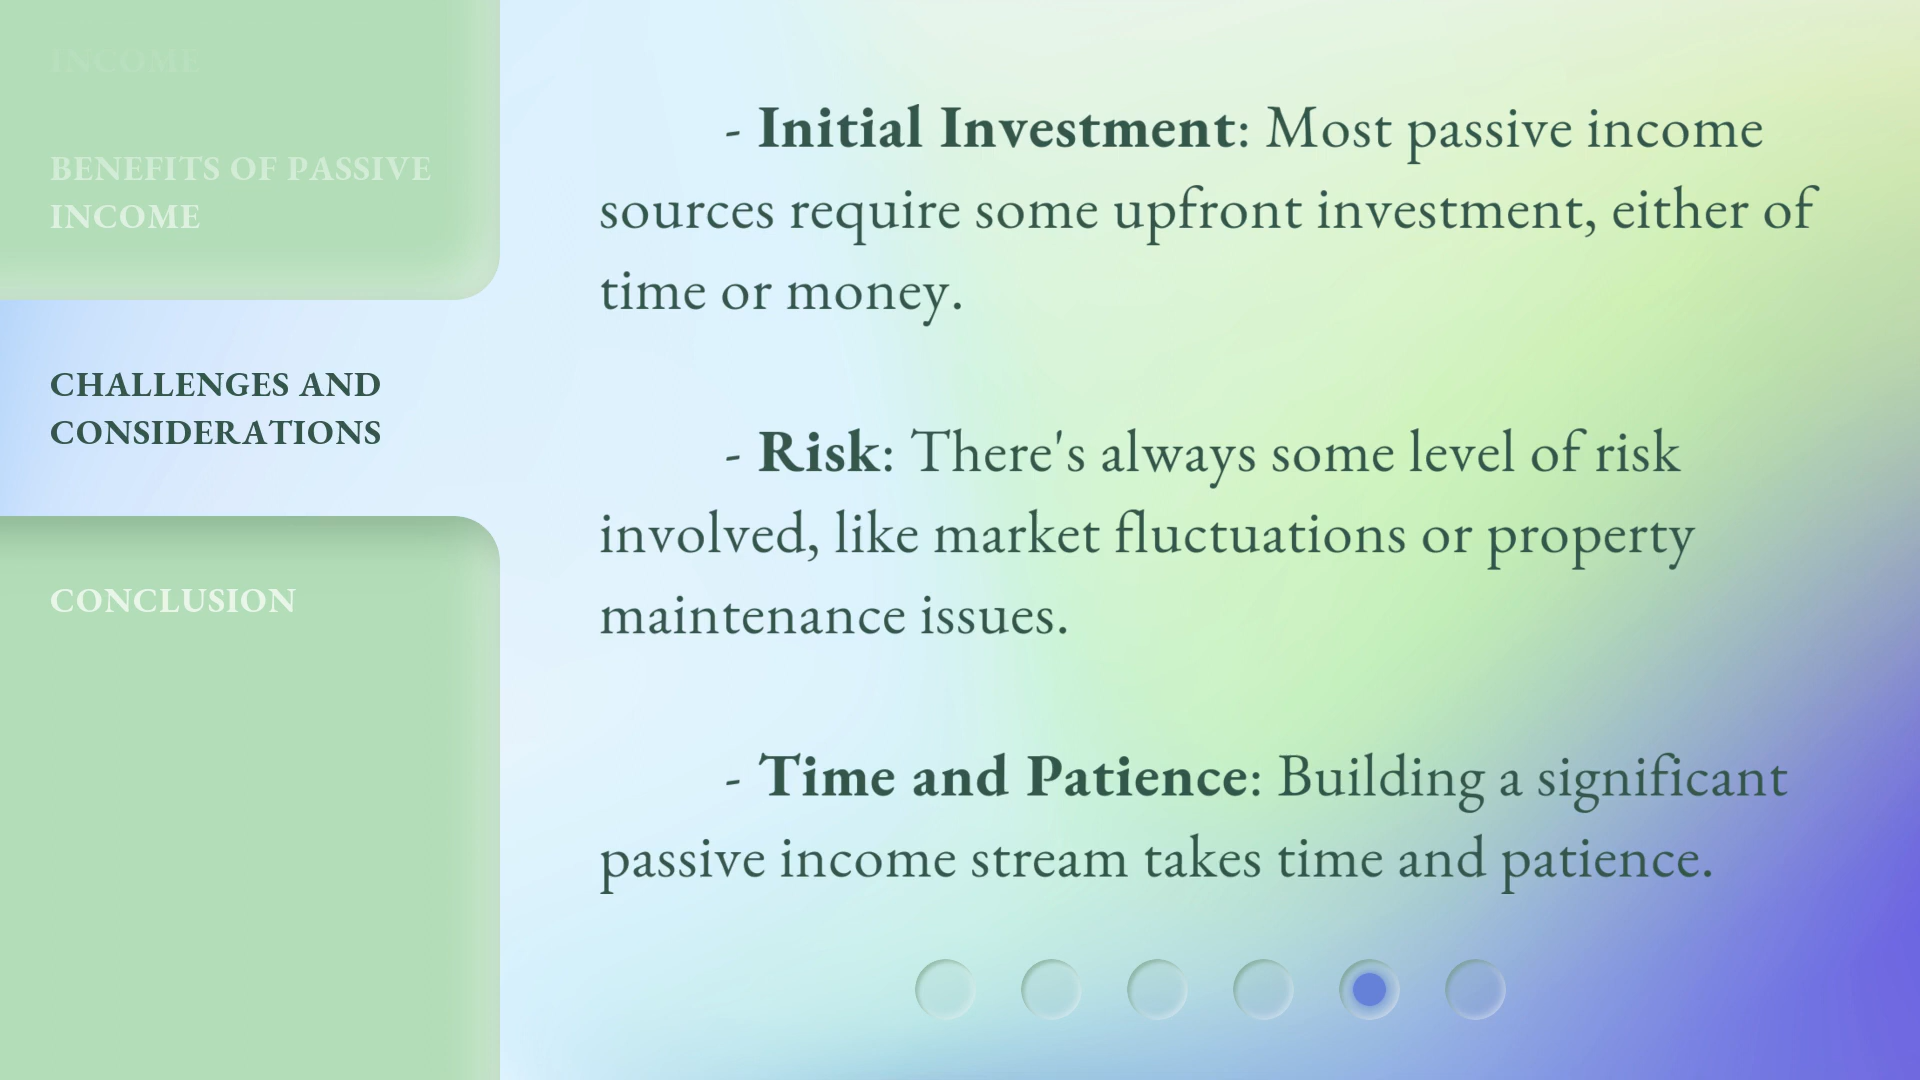 INCOME
BENEFITS OF PASSIVE
INCOME
CHALLENGES AND
CONSIDERATIONS
CONCLUSION
- Initial Investment: Most passive income
sources require some upfront investment, either of
time or money.
- Risk: There's always some level of risk
involved, like market fluctuations or property
maintenance issues.
- Time and Patience: Building a significant
passive income stream takes time and patience.